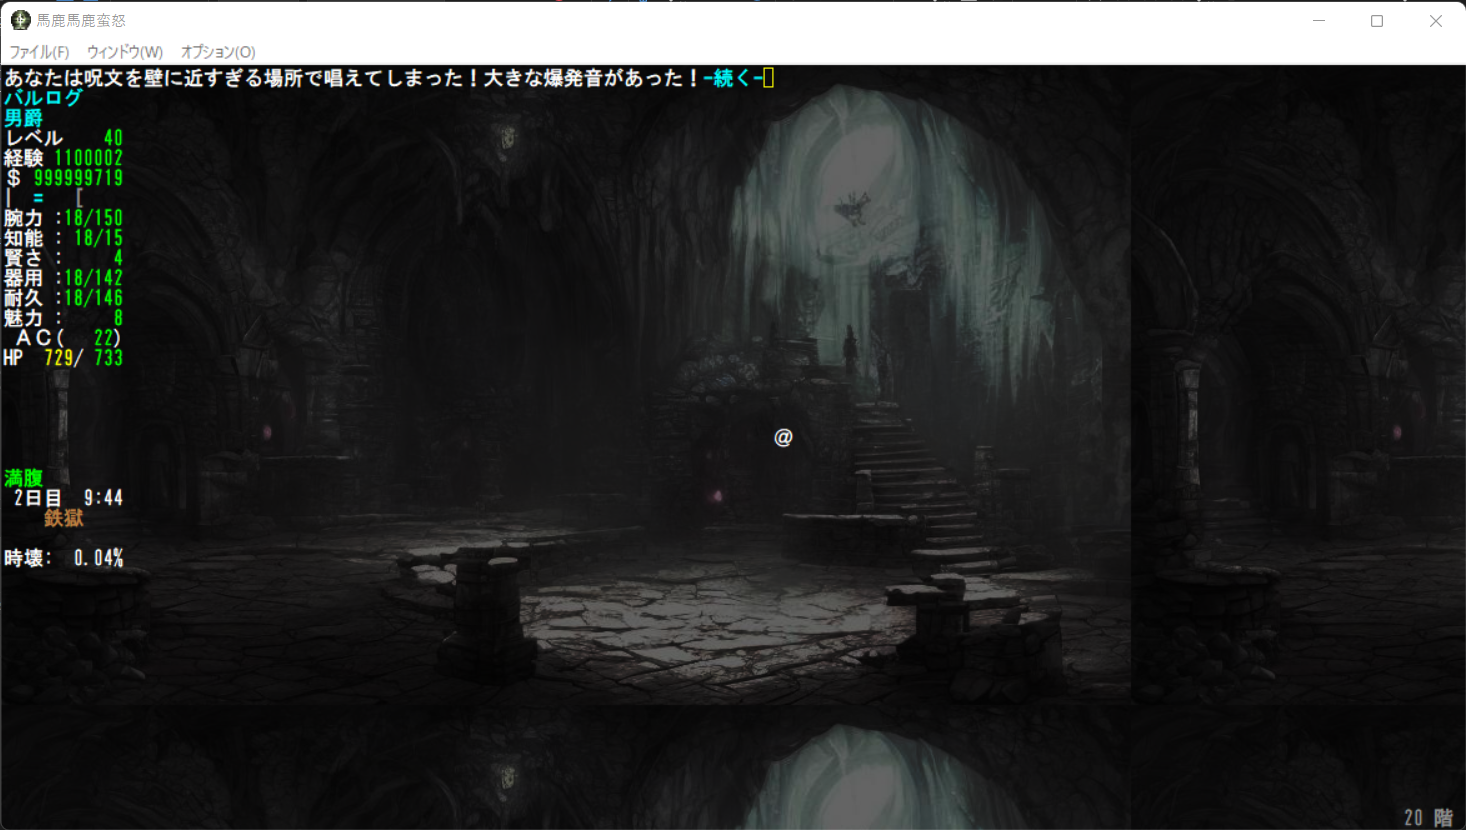 馬鹿馬鹿蛮怒
ファイル(F) ウィンドウ(W) オプション(O)
あなたは呪文を壁に近すぎる場所で唱えてしまった！大きな爆発音があった！-続く-
バルログ
男爵
レベル 40
経験 1100002
＄ 999999719
| = [
腕力 :18/150
知能 : 18/15
賢さ : 4
器用 :18/142
耐久 :18/146
魅力 : 8
ＡＣ( 22)
HP 729/ 733
@
満腹
2日目 9:44
鉄獄
時壊: 0.04%
20 階